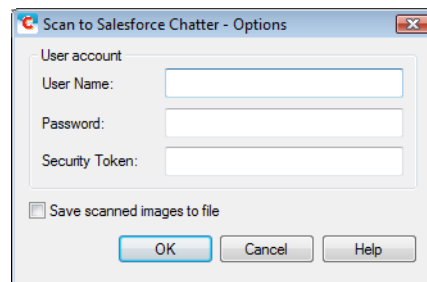 Scan to Salesforce Chatter - Options
User account
User Name:
Password:
Security Token:
Save scanned images to file
OK Cancel Help